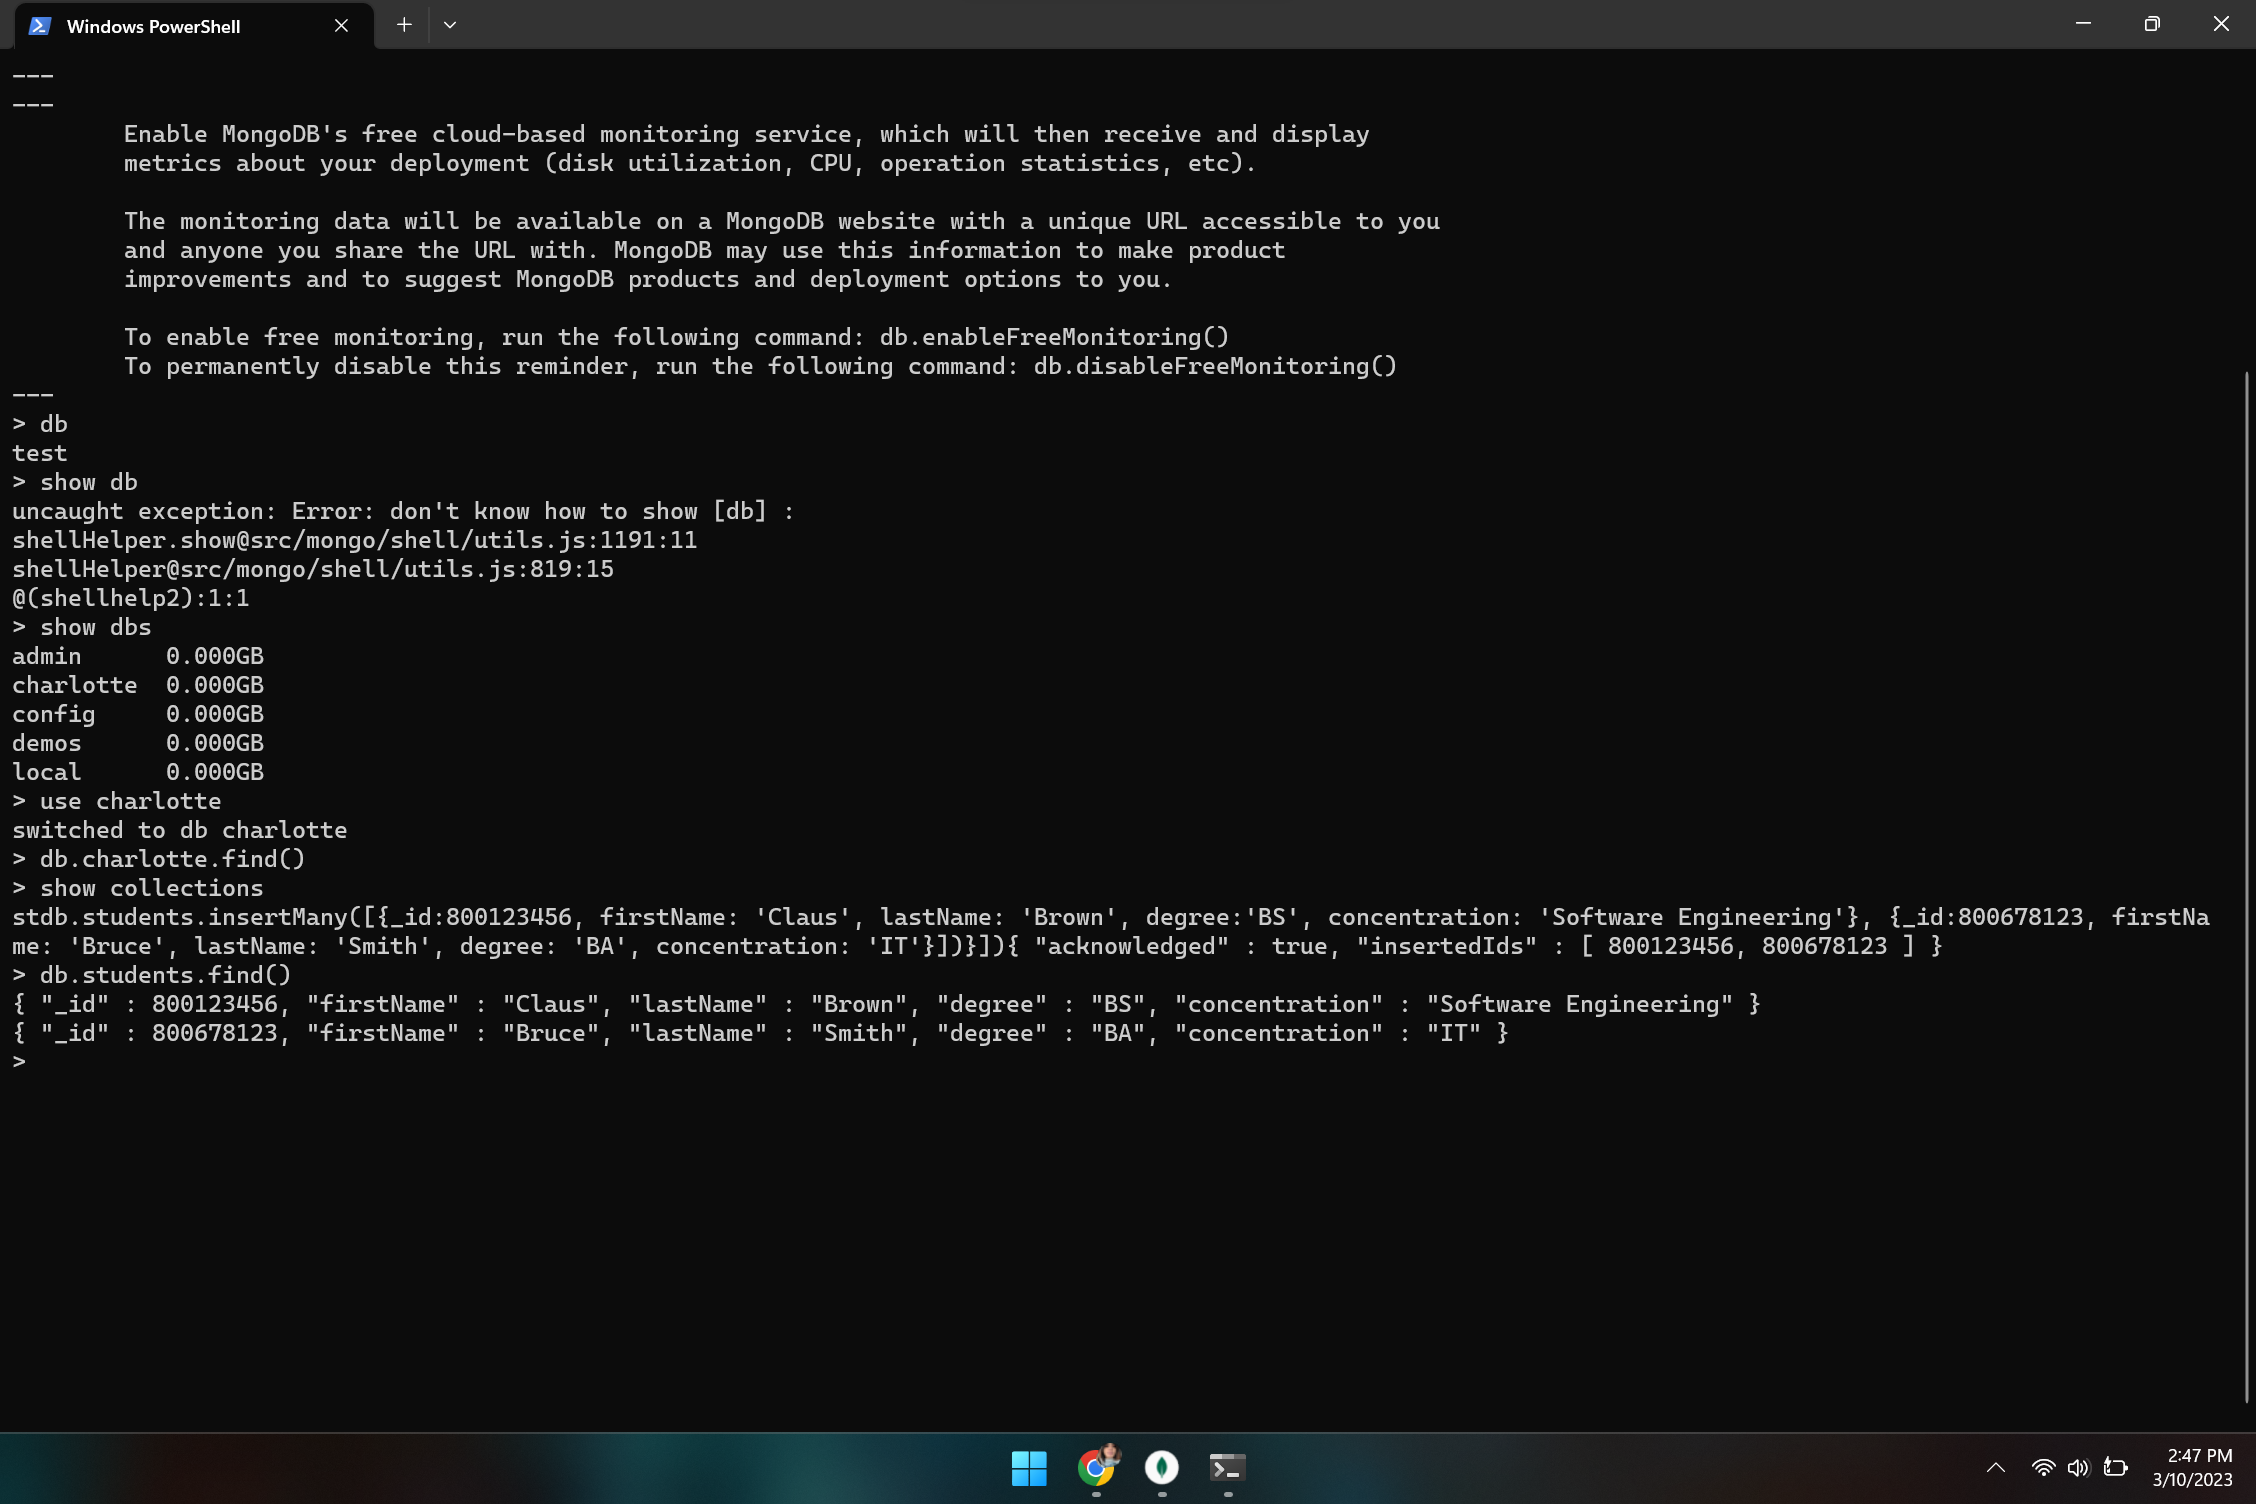 Windows PowerShell
---
---
Enable MongoDB's free cloud-based monitoring service, which will then receive and display
metrics about your deployment (disk utilization, CPU, operation statistics, etc).
The monitoring data will be available on a MongoDB website with a unique URL accessible to you
and anyone you share the URL with. MongoDB may use this information to make product
improvements and to suggest MongoDB products and deployment options to you.
To enable free monitoring, run the following command: db.enableFreeMonitoring()
To permanently disable this reminder, run the following command: db.disableFreeMonitoring()
---
> db
test
> show db
uncaught exception: Error: don't know how to show [db] :
shellHelper.show@src/mongo/shell/utils.js:1191:11
shellHelper@src/mongo/shell/utils.js:819:15
@(shellhelp2):1:1
> show dbs
admin      0.000GB
charlotte  0.000GB
config     0.000GB
demos      0.000GB
local      0.000GB
> use charlotte
switched to db charlotte
> db.charlotte.find()
> show collections
stdb.students.insertMany([{_id:800123456, firstName: 'Claus', lastName: 'Brown', degree:'BS', concentration: 'Software Engineering'}, {_id:800678123, firstNa
me: 'Bruce', lastName: 'Smith', degree: 'BA', concentration: 'IT'}])}]){ "acknowledged" : true, "insertedIds" : [ 800123456, 800678123 ] }
> db.students.find()
{ "_id" : 800123456, "firstName" : "Claus", "lastName" : "Brown", "degree" : "BS", "concentration" : "Software Engineering" }
{ "_id" : 800678123, "firstName" : "Bruce", "lastName" : "Smith", "degree" : "BA", "concentration" : "IT" }
>
2:47 PM
3/10/2023